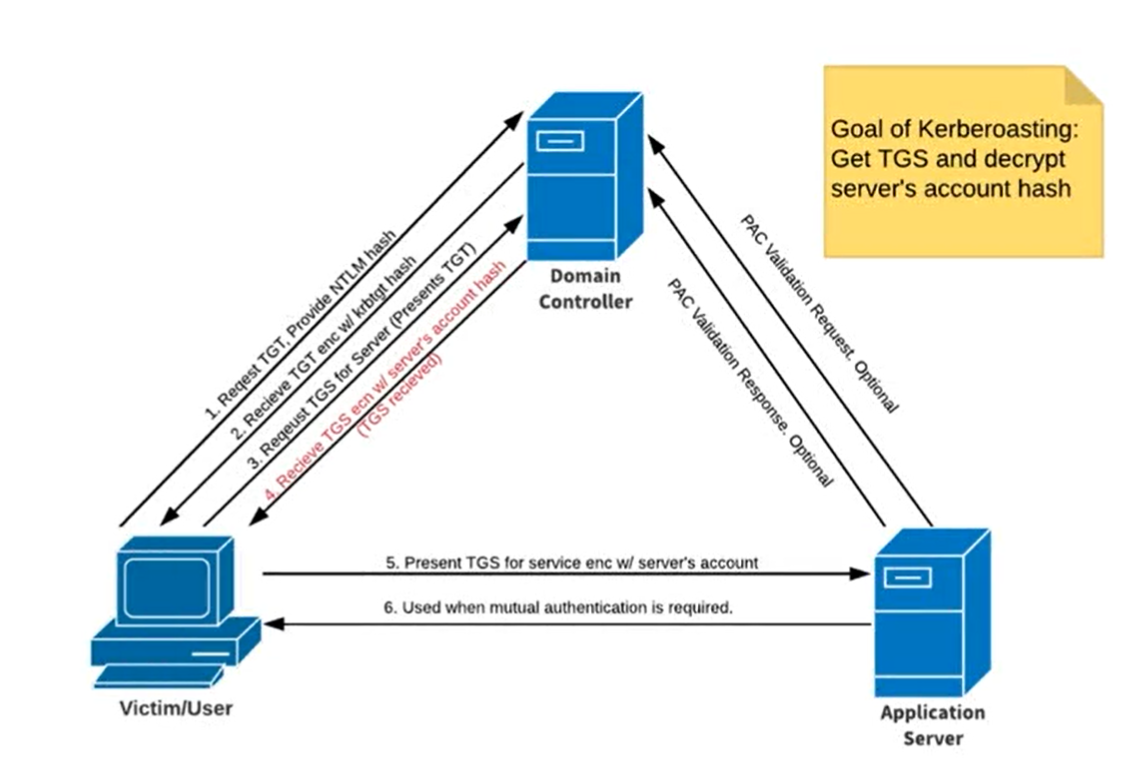 Goal of Kerberoasting:
Get TGS and decrypt
server's account hash
Domain
Controller
1. Reqest TGT, Provide NTLM hash
2. Recieve TGT enc w/ krbtgt hash
3. Reqeust TGS for Server (Presents TGT)
4. Recieve TGS ecn w/ server's account hash
(TGS recieved)
PAC Validation Request. Optional
PAC Validation Response. Optional
5. Present TGS for service enc w/ server's account
6. Used when mutual authentication is required.
Victim/User
Application
Server